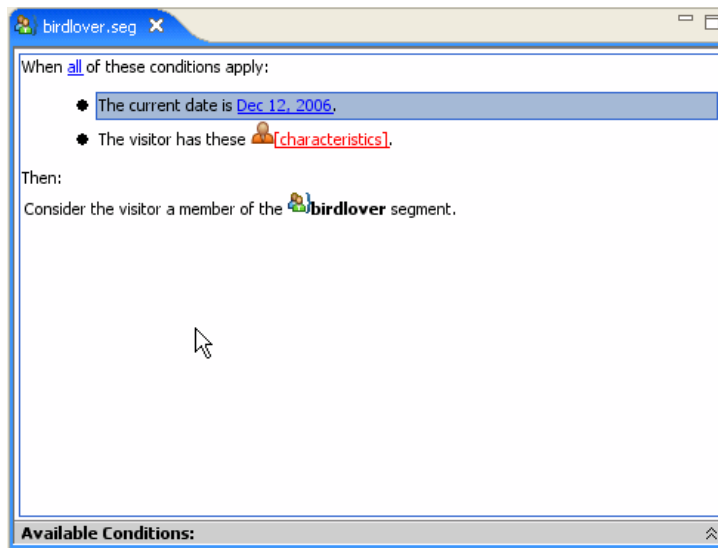 birdlover.seg
When all of these conditions apply:
The current date is Dec 12, 2006.
The visitor has these [characteristics].
Then:
Consider the visitor a member of the birdlover segment.
Available Conditions: